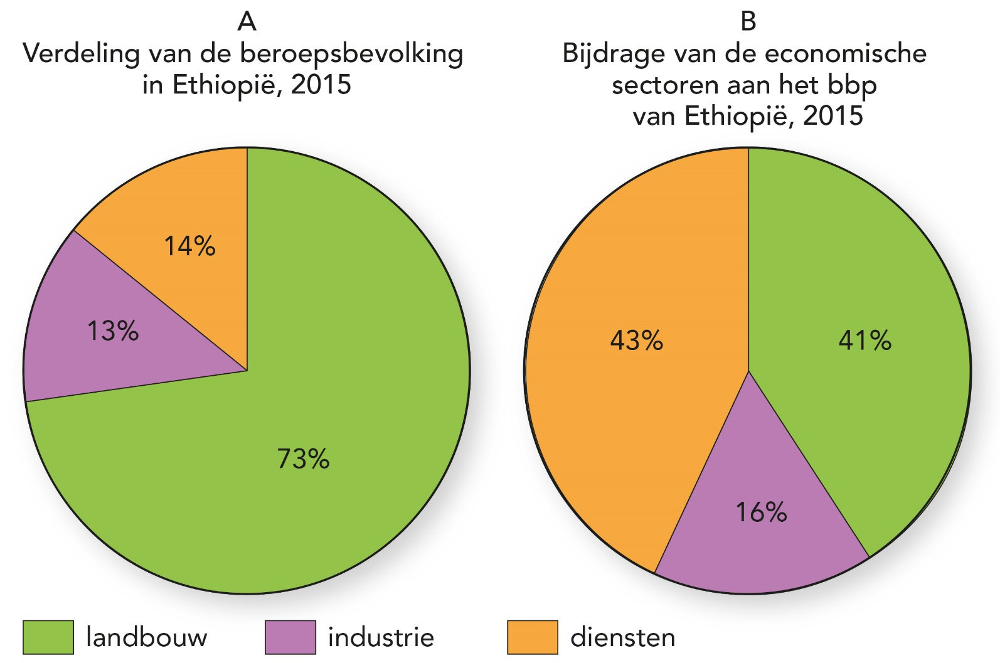 A
Verdeling van de beroepsbevolking
in Ethiopië, 2015
14%
13%
73%
B
Bijdrage van de economische
sectoren aan het bbp
van Ethiopië, 2015
43%
41%
16%
landbouw
industrie
diensten